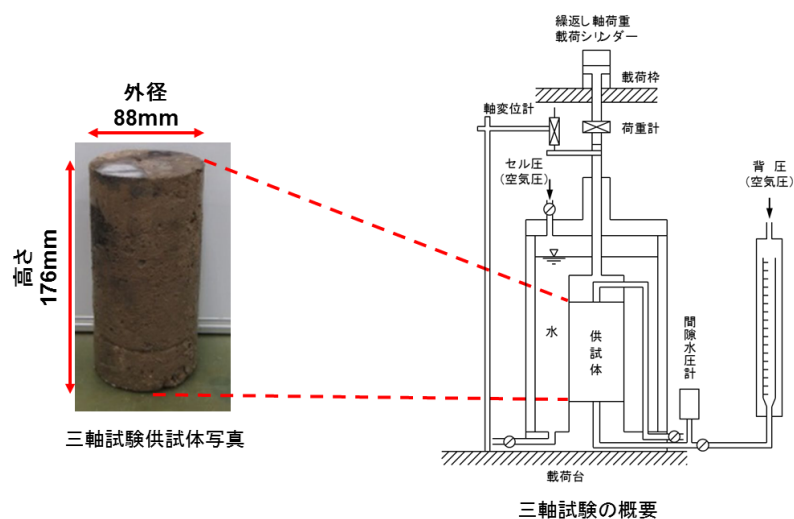 外径
88mm
高さ
176mm
三軸試験供試体写真
繰返し軸荷重
載荷シリンダー
載荷枠
軸変位計
荷重計
セル圧
(空気圧)
背 圧
(空気圧)
水
供試体
間隙水圧計
載荷台
三軸試験の概要